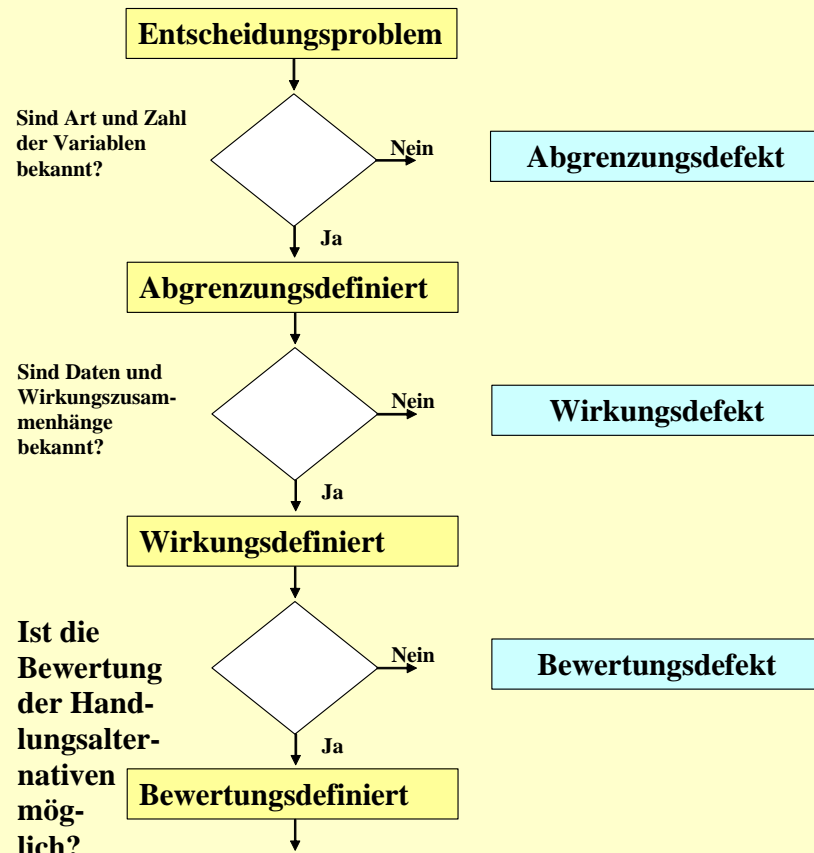 Entscheidungsproblem
Sind Art und Zahl
der Variablen
bekannt?
Nein
Abgrenzungsdefekt
Ja
Abgrenzungsdefiniert
Sind Daten und
Wirkungszusam-
menhänge
bekannt?
Nein
Wirkungsdefekt
Ja
Wirkungsdefiniert
Ist die
Bewertung
der Hand-
lungsalter-
nativen
mög-
lich?
Nein
Bewertungsdefekt
Ja
Bewertungsdefiniert